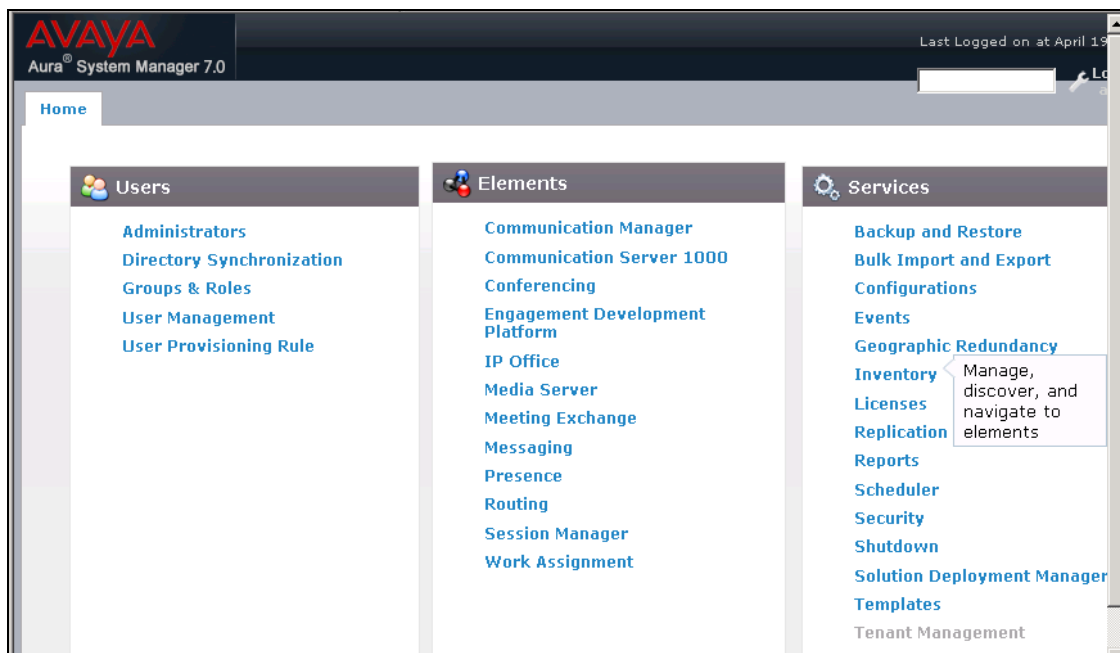 AVAYA
Aura® System Manager 7.0
Last Logged on at April 19
Home
Users
Administrators
Directory Synchronization
Groups & Roles
User Management
User Provisioning Rule
Elements
Communication Manager
Communication Server 1000
Conferencing
Engagement Development
Platform
IP Office
Media Server
Meeting Exchange
Messaging
Presence
Routing
Session Manager
Work Assignment
Services
Backup and Restore
Bulk Import and Export
Configurations
Events
Geographic Redundancy
Inventory
Manage,
discover, and
navigate to
elements
Licenses
Replication
Reports
Scheduler
Security
Shutdown
Solution Deployment Manager
Templates
Tenant Management